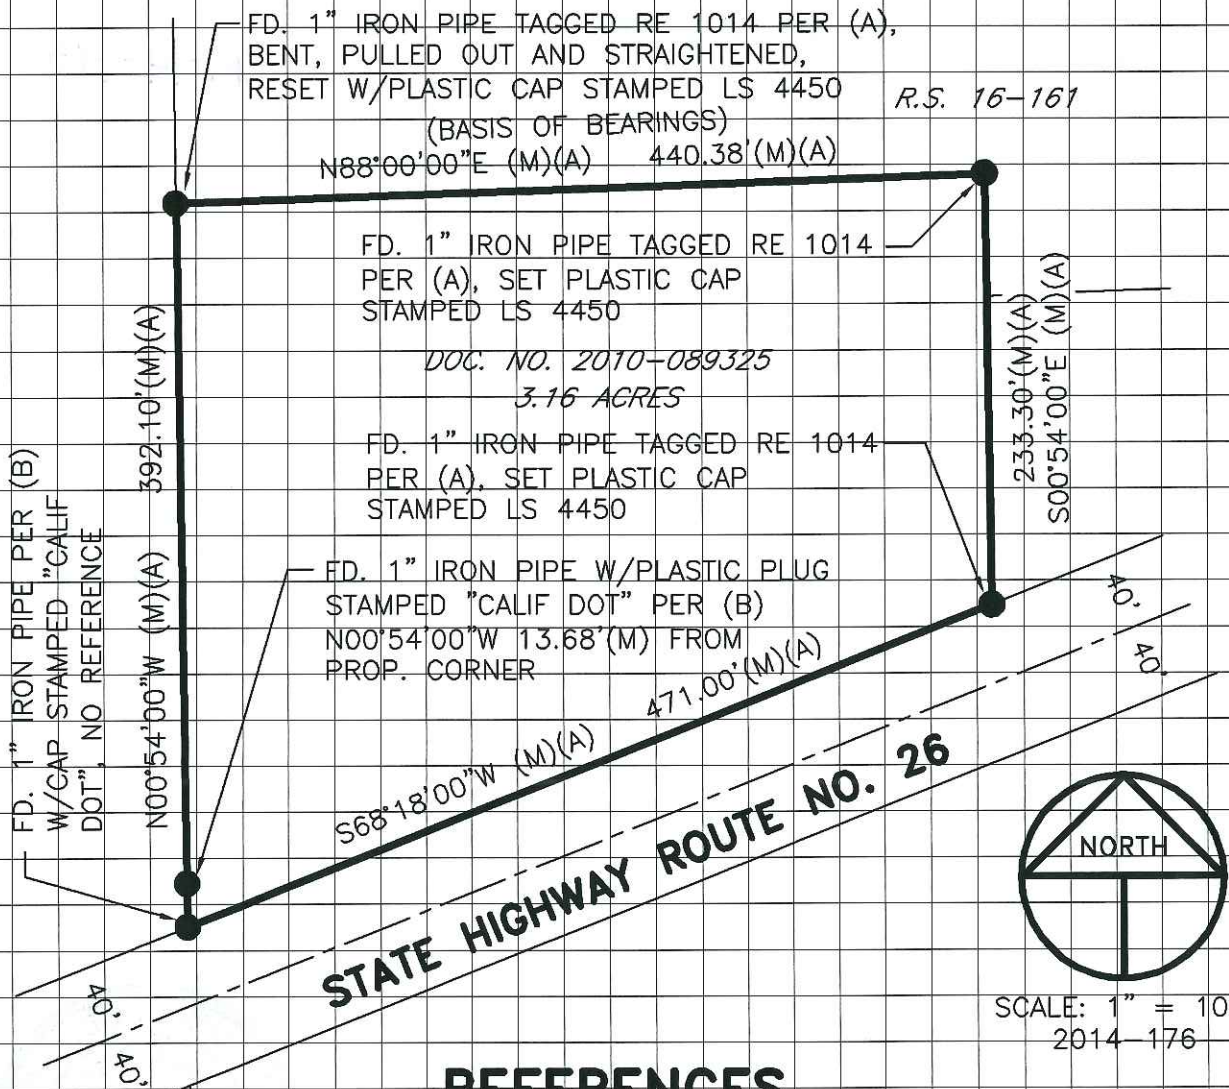 FD. 1" IRON PIPE TAGGED RE 1014 PER (A),
BENT, PULLED OUT AND STRAIGHTENED,
RESET W/PLASTIC CAP STAMPED LS 4450
R.S. 16-161
(BASIS OF BEARINGS)
N88°00'00"E (M)(A) 440.38'(M)(A)
FD. 1" IRON PIPE TAGGED RE 1014
PER (A), SET PLASTIC CAP
STAMPED LS 4450
DOC. NO. 2010-089325
3.16 ACRES
392.10'(M)(A)
N00°54'00"W (M)(A)
233.30'(M)(A)
S00°54'00"E (M)(A)
FD. 1" IRON PIPE TAGGED RE 1014
PER (A), SET PLASTIC CAP
STAMPED LS 4450
FD. 1" IRON PIPE PER (B)
W/CAP STAMPED "CALIF
DOT", NO REFERENCE
FD. 1" IRON PIPE W/PLASTIC PLUG
STAMPED "CALIF DOT" PER (B)
N00°54'00"W 13.68'(M) FROM
PROP. CORNER
S68°18'00"W (M)(A) 471.00'(M)(A)
40'
40'
STATE HIGHWAY ROUTE NO. 26
NORTH
40'
40'
SCALE: 1" = 10
2014-176
REFERENCES